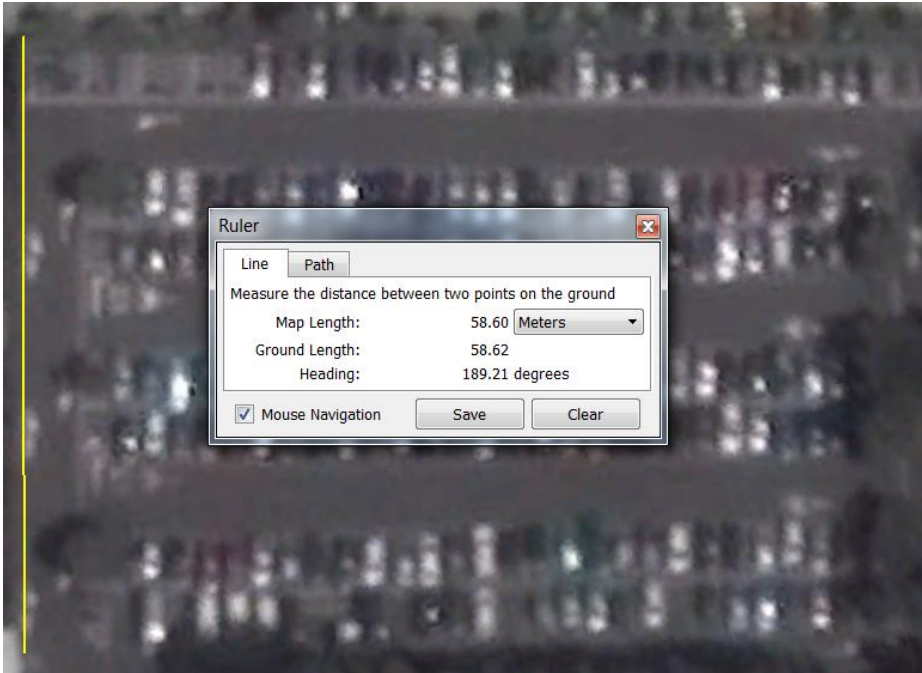 Ruler
Line Path
Measure the distance between two points on the ground
Map Length: 58.60 Meters
Ground Length: 58.62
Heading: 189.21 degrees
Mouse Navigation Save Clear